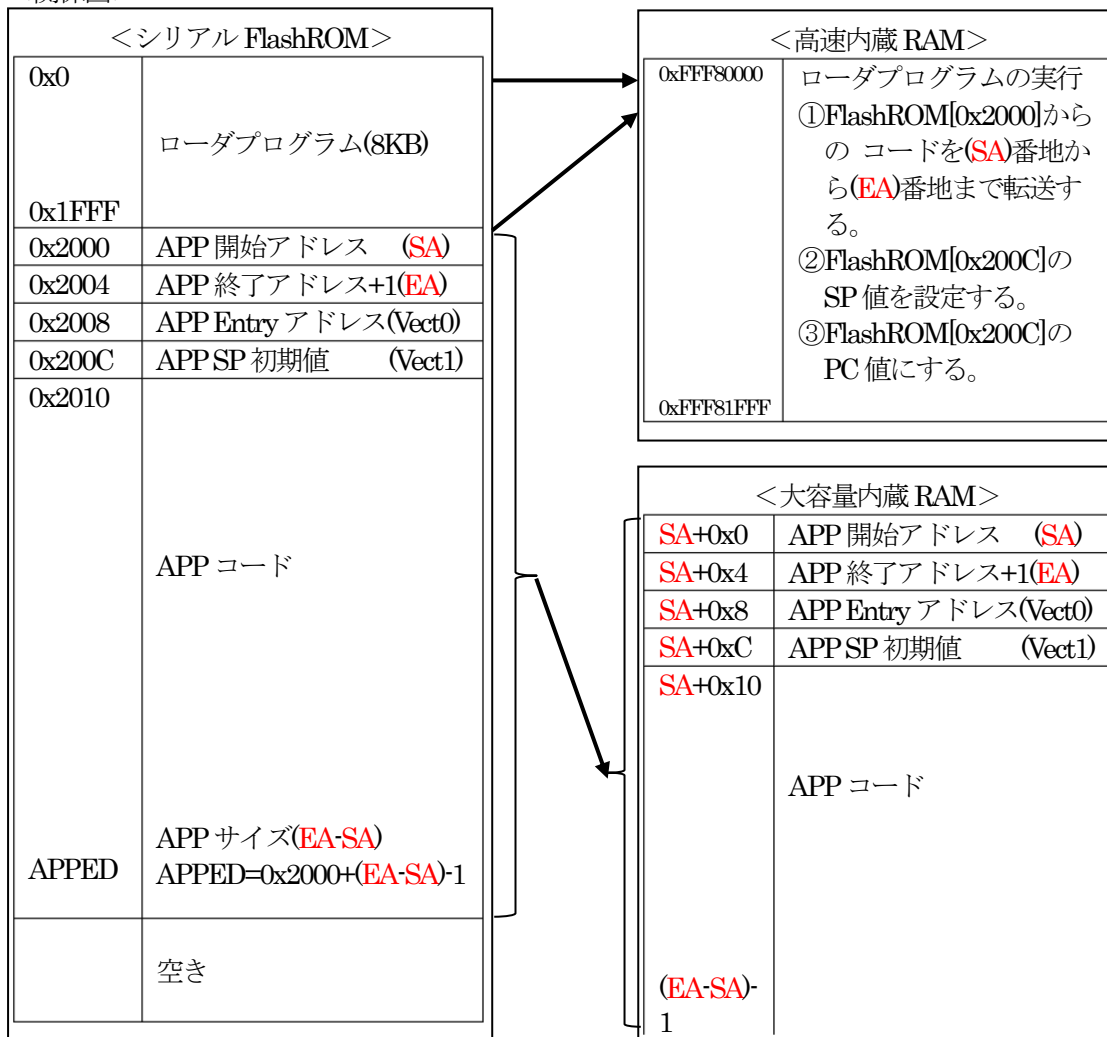 <シリアル FlashROM>
0x0
ローダプログラム(8KB)
0x1FFF
0x2000 APP 開始アドレス (SA)
0x2004 APP 終了アドレス+1(EA)
0x2008 APP Entry アドレス(Vect0)
0x200C APP SP 初期値 (Vect1)
0x2010
APP コード
APP サイズ(EA-SA)
APPED APPED=0x2000+(EA-SA)-1
空き
<高速内蔵 RAM>
0xFFF80000 ローダプログラムの実行
①FlashROM[0x2000]から
の コードを(SA)番地か
ら(EA)番地まで転送す
る。
②FlashROM[0x200C]の
SP 値を設定する。
③FlashROM[0x200C]の
PC 値にする。
0xFFF81FFF
<大容量内蔵 RAM>
SA+0x0 APP 開始アドレス (SA)
SA+0x4 APP 終了アドレス+1(EA)
SA+0x8 APP Entry アドレス(Vect0)
SA+0xC APP SP 初期値 (Vect1)
SA+0x10
APP コード
(EA-SA)-
1